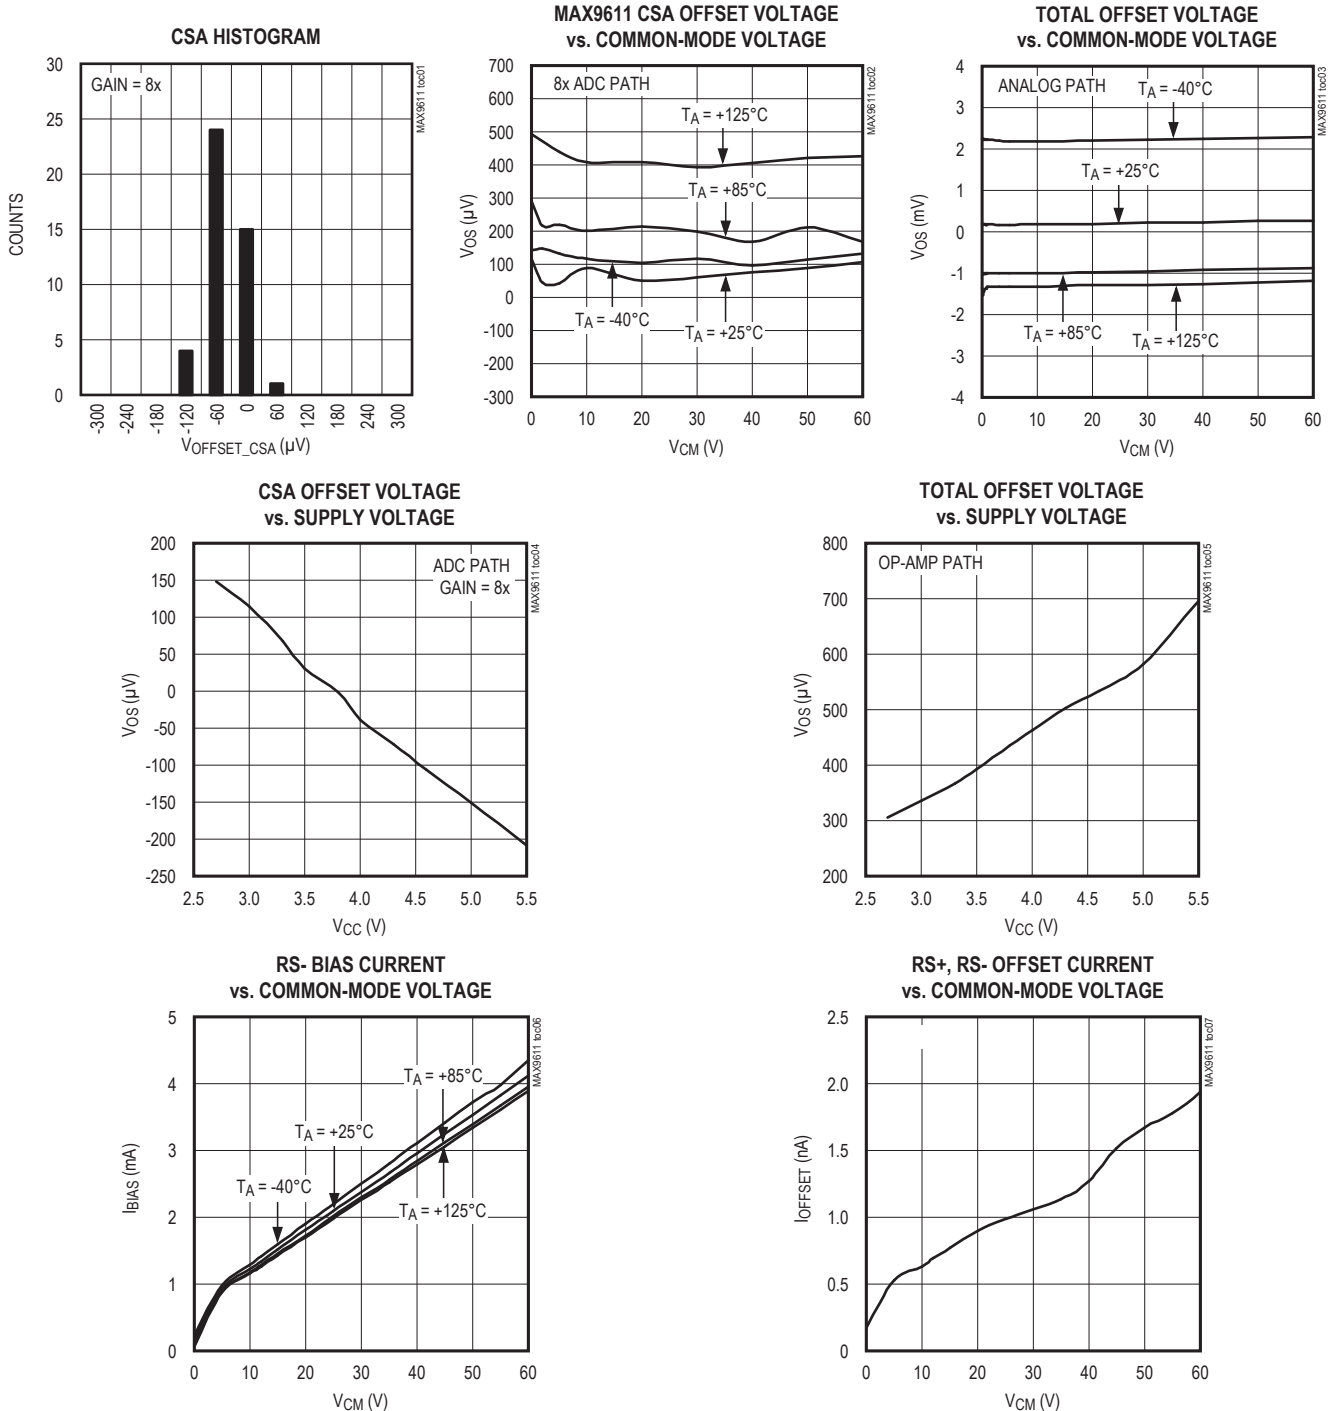 CSA HISTOGRAM
30
25
20
15
10
5
0
COUNTS
GAIN = 8x
MAX9611 toc01
-300
-240
-180
-120
-60
0
60
120
180
240
300
VOFFSET_CSA (µV)
MAX9611 CSA OFFSET VOLTAGE
vs. COMMON-MODE VOLTAGE
700
600
500
400
300
200
100
0
-100
-200
-300
VOS (µV)
8x ADC PATH
TA = +125°C
TA = +85°C
TA = -40°C
TA = +25°C
MAX9611 toc02
0 10 20 30 40 50 60
VCM (V)
TOTAL OFFSET VOLTAGE
vs. COMMON-MODE VOLTAGE
4
3
2
1
0
-1
-2
-3
-4
VOS (mV)
ANALOG PATH
TA = -40°C
TA = +25°C
TA = +85°C
TA = +125°C
MAX9611 toc03
0 10 20 30 40 50 60
VCM (V)
CSA OFFSET VOLTAGE
vs. SUPPLY VOLTAGE
200
150
100
50
0
-50
-100
-150
-200
-250
VOS (µV)
ADC PATH
GAIN = 8x
MAX9611 toc04
2.5 3.0 3.5 4.0 4.5 5.0 5.5
VCC (V)
TOTAL OFFSET VOLTAGE
vs. SUPPLY VOLTAGE
800
700
600
500
400
300
200
VOS (µV)
OP-AMP PATH
MAX9611 toc05
2.5 3.0 3.5 4.0 4.5 5.0 5.5
VCC (V)
RS- BIAS CURRENT
vs. COMMON-MODE VOLTAGE
5
4
3
2
1
0
IBIAS (mA)
TA = +85°C
TA = +25°C
TA = -40°C
TA = +125°C
MAX9611 toc06
0 10 20 30 40 50 60
VCM (V)
RS+, RS- OFFSET CURRENT
vs. COMMON-MODE VOLTAGE
2.5
2.0
1.5
1.0
0.5
0
IOFFSET (nA)
MAX9611 toc07
0 10 20 30 40 50 60
VCM (V)